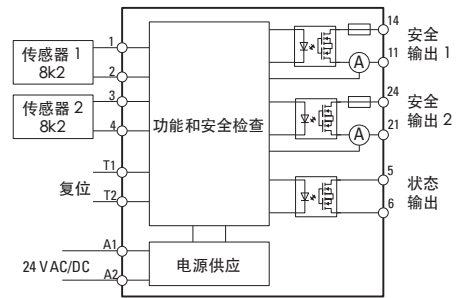 传感器 1
8k2
1
2
传感器 2
8k2
3
4
T1
复位
T2
A1
24 V AC/DC
A2
功能和安全检查
电源供应
14
安全
输出 1
A
11
24
安全
输出 2
A
21
5
状态
输出
6